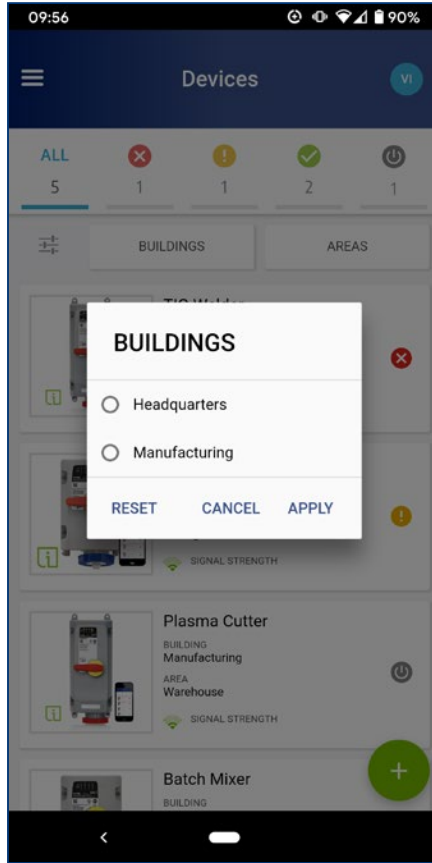 09:56
90%
Devices
VI
ALL
5
1
1
2
1
BUILDINGS
AREAS
BUILDINGS
Headquarters
Manufacturing
RESET
CANCEL
APPLY
SIGNAL STRENGTH
Plasma Cutter
BUILDING
Manufacturing
AREA
Warehouse
SIGNAL STRENGTH
Batch Mixer
BUILDING